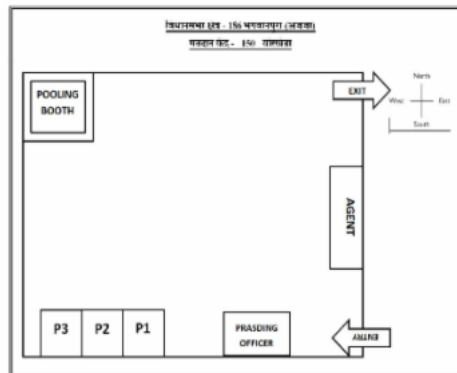 विधानसभा क्षेत्र - 186 भगवानपुरा (अजजा)
मतदान केंद्र - 150
POOLING
BOOTH
EXIT
North
West East
South
AGENT
P3 P2 P1
PRASDING
OFFICER
ENTRY